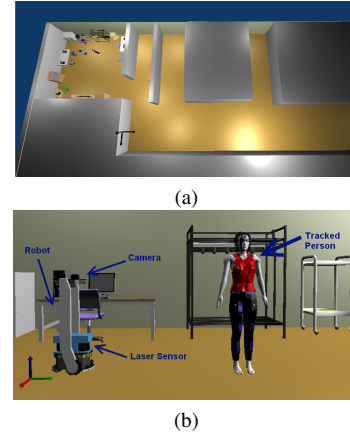 (a)
Robot
Camera
Tracked
Person
Laser Sensor
(b)